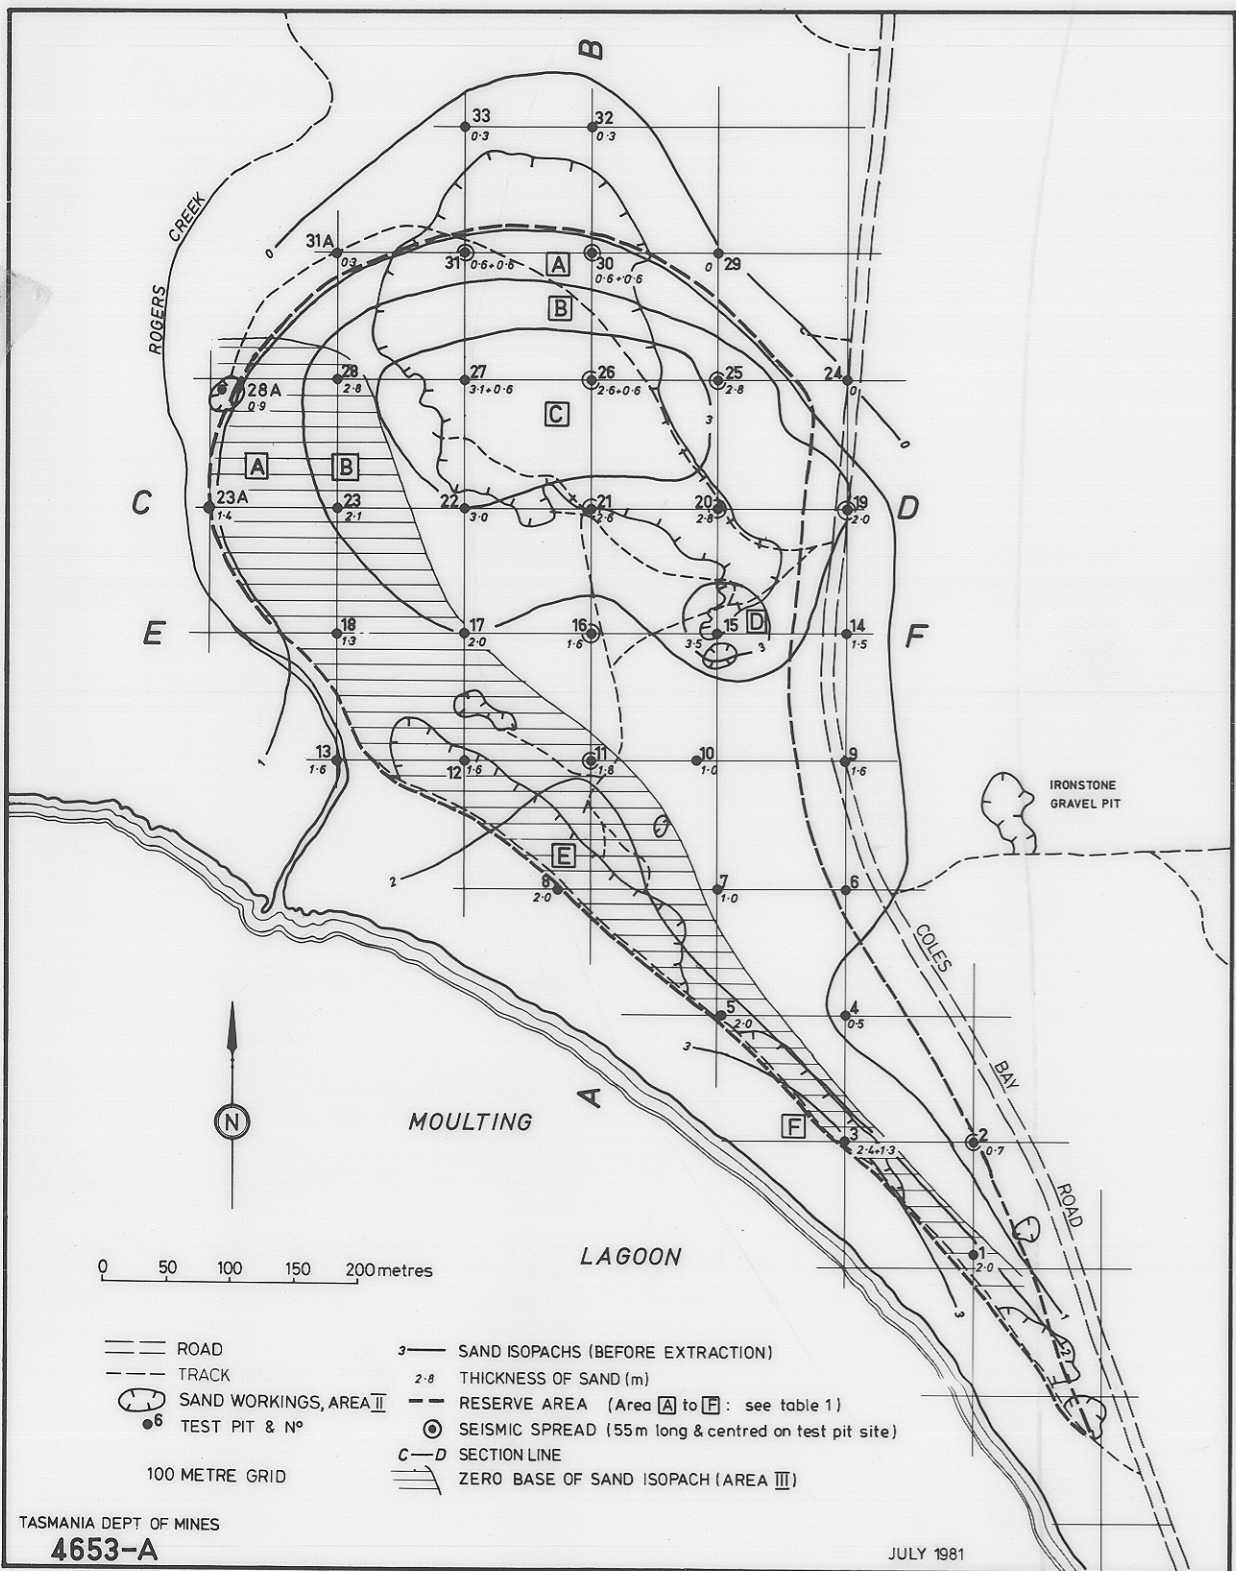 B
33
0·3
32
0·3
CREEK
ROGERS
0
31A
0·3
31
0·6+0·6
A
30
0·6+0·6
0
29
B
28
2·8
27
3·1+0·6
26
2·6+0·6
25
2·8
24
0
28A
0·9
C
3
0
A
B
C
23A
1·4
23
2·1
22
3·0
21
2·6
20
2·8
19
2·0
D
E
18
1·3
17
2·0
16
1·6
15
3·5
D
3
14
1·5
F
1
13
1·6
12
1·6
11
1·8
10
1·0
9
1·6
IRONSTONE
GRAVEL PIT
2
E
8
2·0
7
1·0
6
COLES
5
2·0
4
0·5
3
BAY
A
N
MOULTING
F
3
2·4+1·3
2
0·7
ROAD
LAGOON
1
2·0
3
1
2
0 50 100 150 200 metres
ROAD
TRACK
SAND WORKINGS, AREA II
6 TEST PIT & Nº
100 METRE GRID
3 SAND ISOPACHS (BEFORE EXTRACTION)
2·8 THICKNESS OF SAND (m)
RESERVE AREA (Area A to F : see table 1)
SEISMIC SPREAD (55m long & centred on test pit site)
C—D SECTION LINE
ZERO BASE OF SAND ISOPACH (AREA III)
TASMANIA DEPT OF MINES
4653-A
JULY 1981